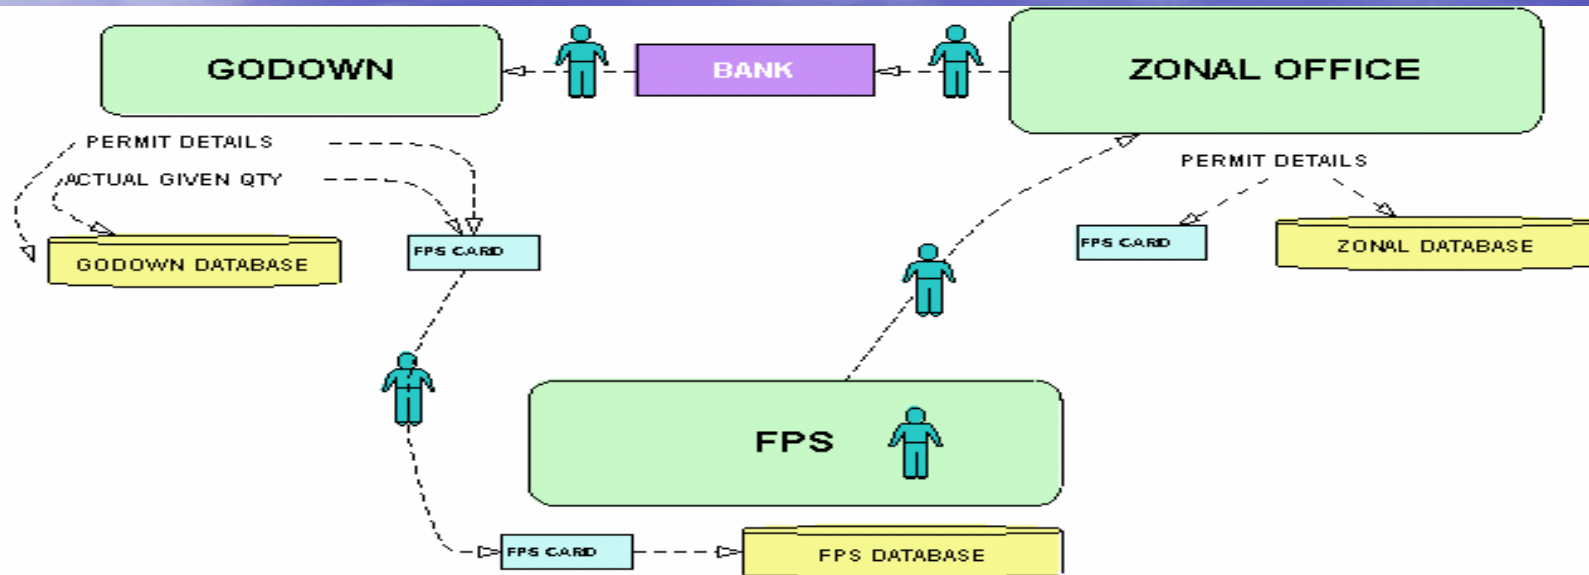 GODOWN
BANK
ZONAL OFFICE
PERMIT DETAILS
PERMIT DETAILS
ACTUAL GIVEN QTY
FPS CARD
ZONAL DATABASE
FPS CARD
GODOWN DATABASE
FPS
FPS CARD
FPS DATABASE